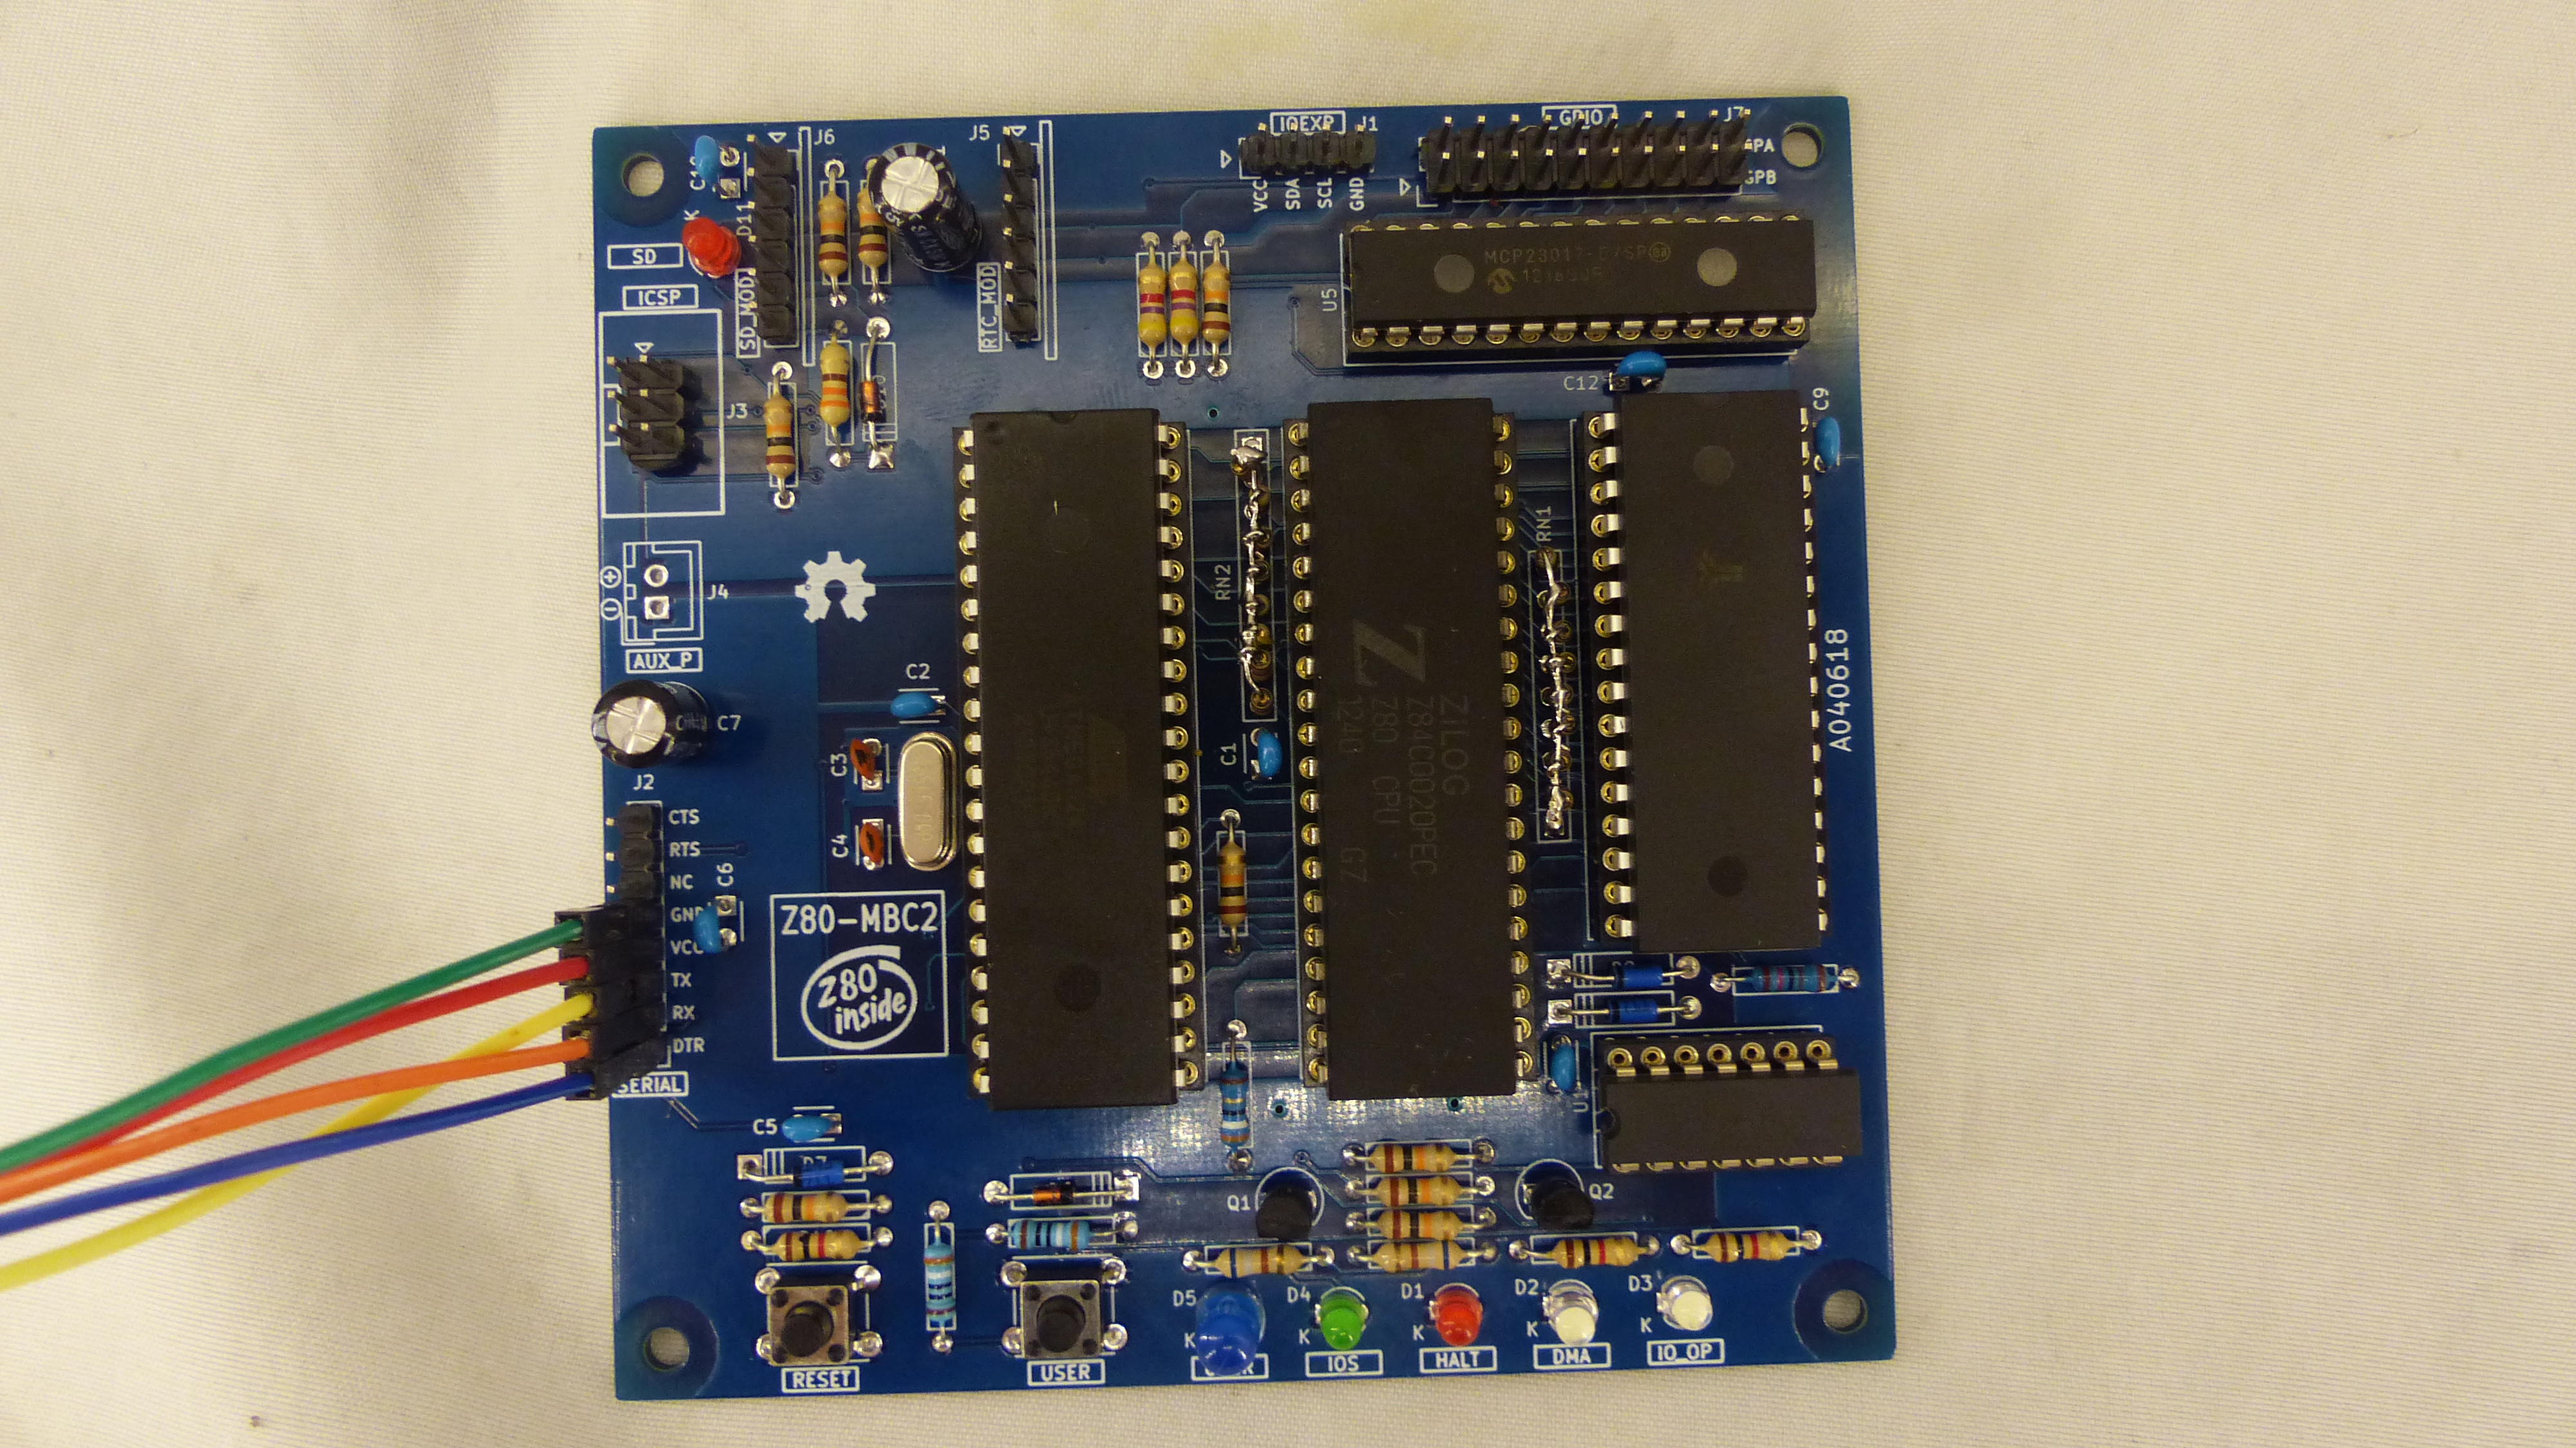 IOEXP
J1
GPIO
J7
GPA
GPB
J6
J5
VCC
SDA
SCL
GND
K
D11
SD
ICSP
SD_MOD
RTC_MOD
MCP23017-E/SP
U5
J3
C12
C9
RN1
RN2
J4
AUX_P
A040618
C2
C7
C3
C1
C4
J2
CTS
RTS
NC
GND
VCC
TX
RX
DTR
SERIAL
C6
ZILOG
Z84C0020PEC
Z80 CPU
1240 GZ
Z80-MBC2
Z80
inside
C5
Q1
Q2
D5
D4
D1
D2
D3
K
K
K
K
K
RESET
USER
IOS
HALT
DMA
IO_OP